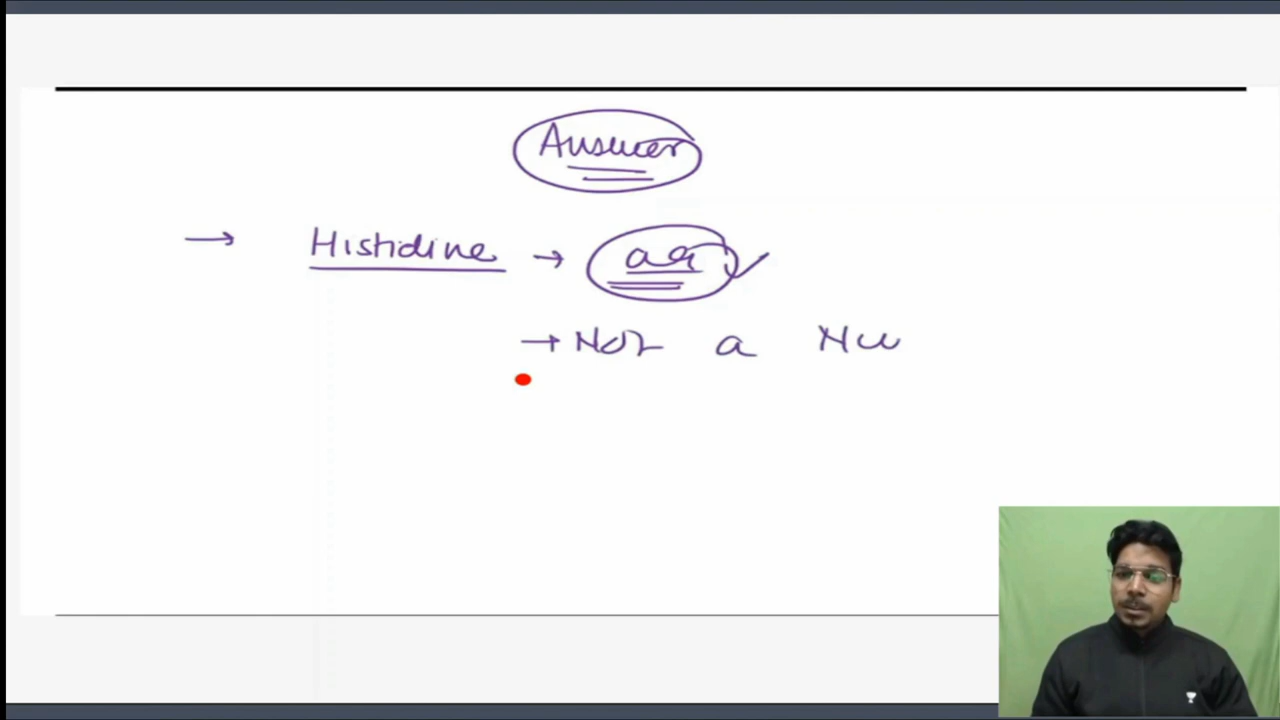 Answer
→ Histidine → aa
→ Not a Nu